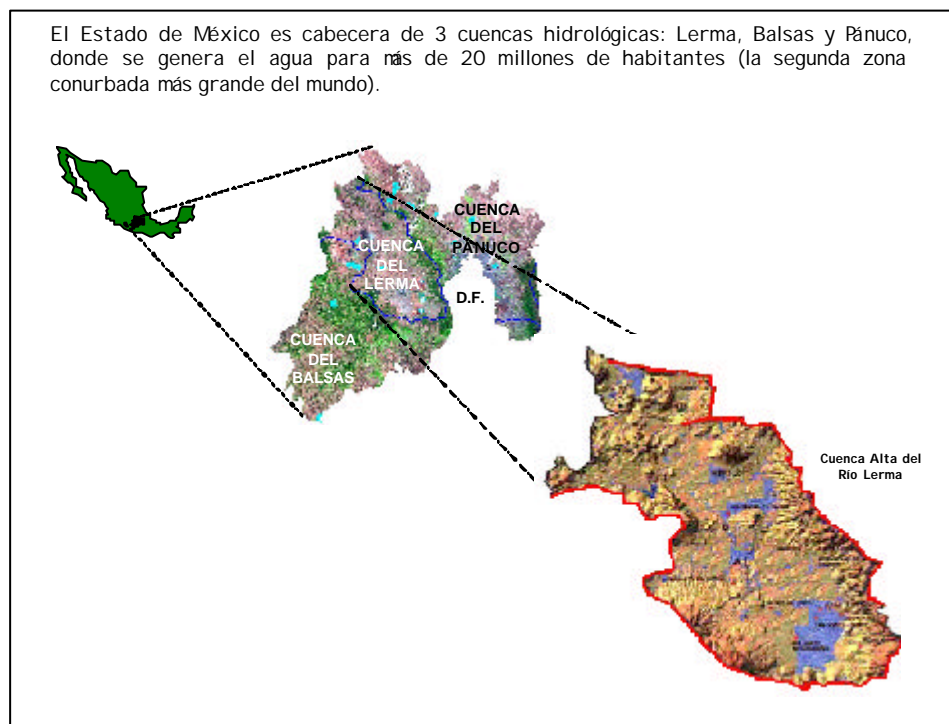 El Estado de México es cabecera de 3 cuencas hidrológicas: Lerma, Balsas y Pánuco,
donde se genera el agua para más de 20 millones de habitantes (la segunda zona
conurbada más grande del mundo).
CUENCA
DEL
PÁNUCO
CUENCA
DEL
LERMA
D.F.
CUENCA
DEL
BALSAS
Cuenca Alta del
Río Lerma